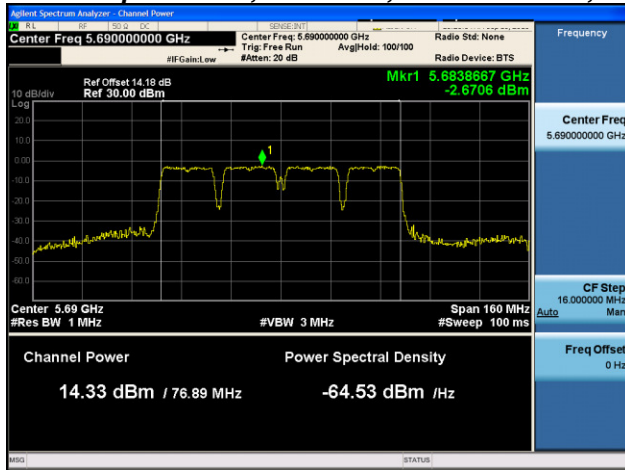 Agilent Spectrum Analyzer - Channel Power
RL RF 50 Ω DC SENSE:INT
Center Freq 5.690000000 GHz
Center Freq: 5.690000000 GHz
Radio Std: None
Trig: Free Run Avg|Hold: 100/100
#IFGain:Low #Atten: 20 dB Radio Device: BTS
Frequency
Ref Offset 14.18 dB
10 dB/div Ref 30.00 dBm
Mkr1 5.6838667 GHz
-2.6706 dBm
Log
20.0
10.0
0.00
-10.0
-20.0
-30.0
-40.0
-50.0
-60.0
1
Center 5.69 GHz Span 160 MHz
#Res BW 1 MHz #VBW 3 MHz #Sweep 100 ms
Channel Power Power Spectral Density
14.33 dBm / 76.89 MHz -64.53 dBm /Hz
Center Freq
5.690000000 GHz
CF Step
16.000000 MHz
Auto Man
Freq Offset
0 Hz
MSG STATUS